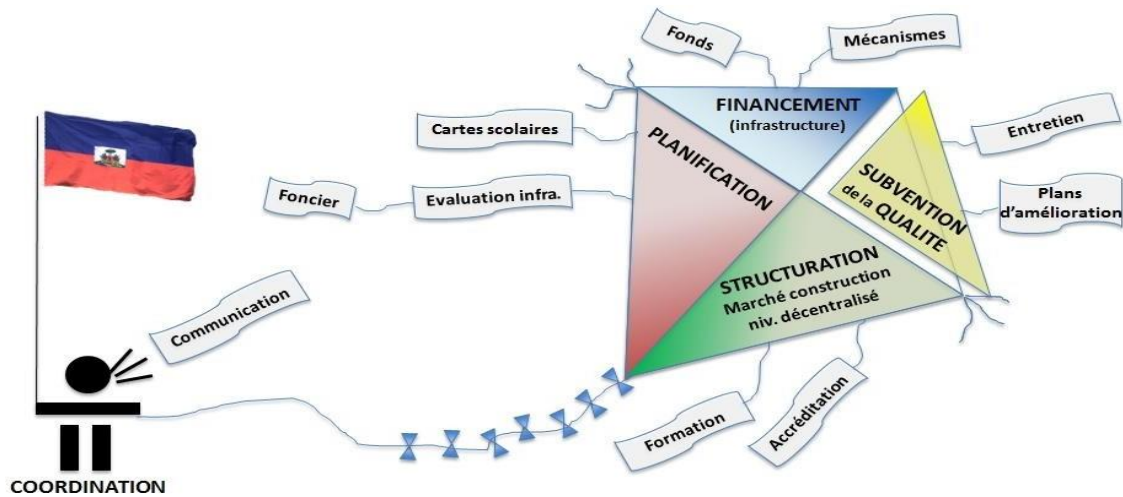 Fonds
Mécanismes
FINANCEMENT
(infrastructure)
Cartes scolaires
PLANIFICATION
Entretien
Foncier
Evaluation infra.
SUBVENTION
de la QUALITE
Plans
d'amélioration
STRUCTURATION
Marché construction
niv. décentralisé
Communication
Formation
Accréditation
COORDINATION